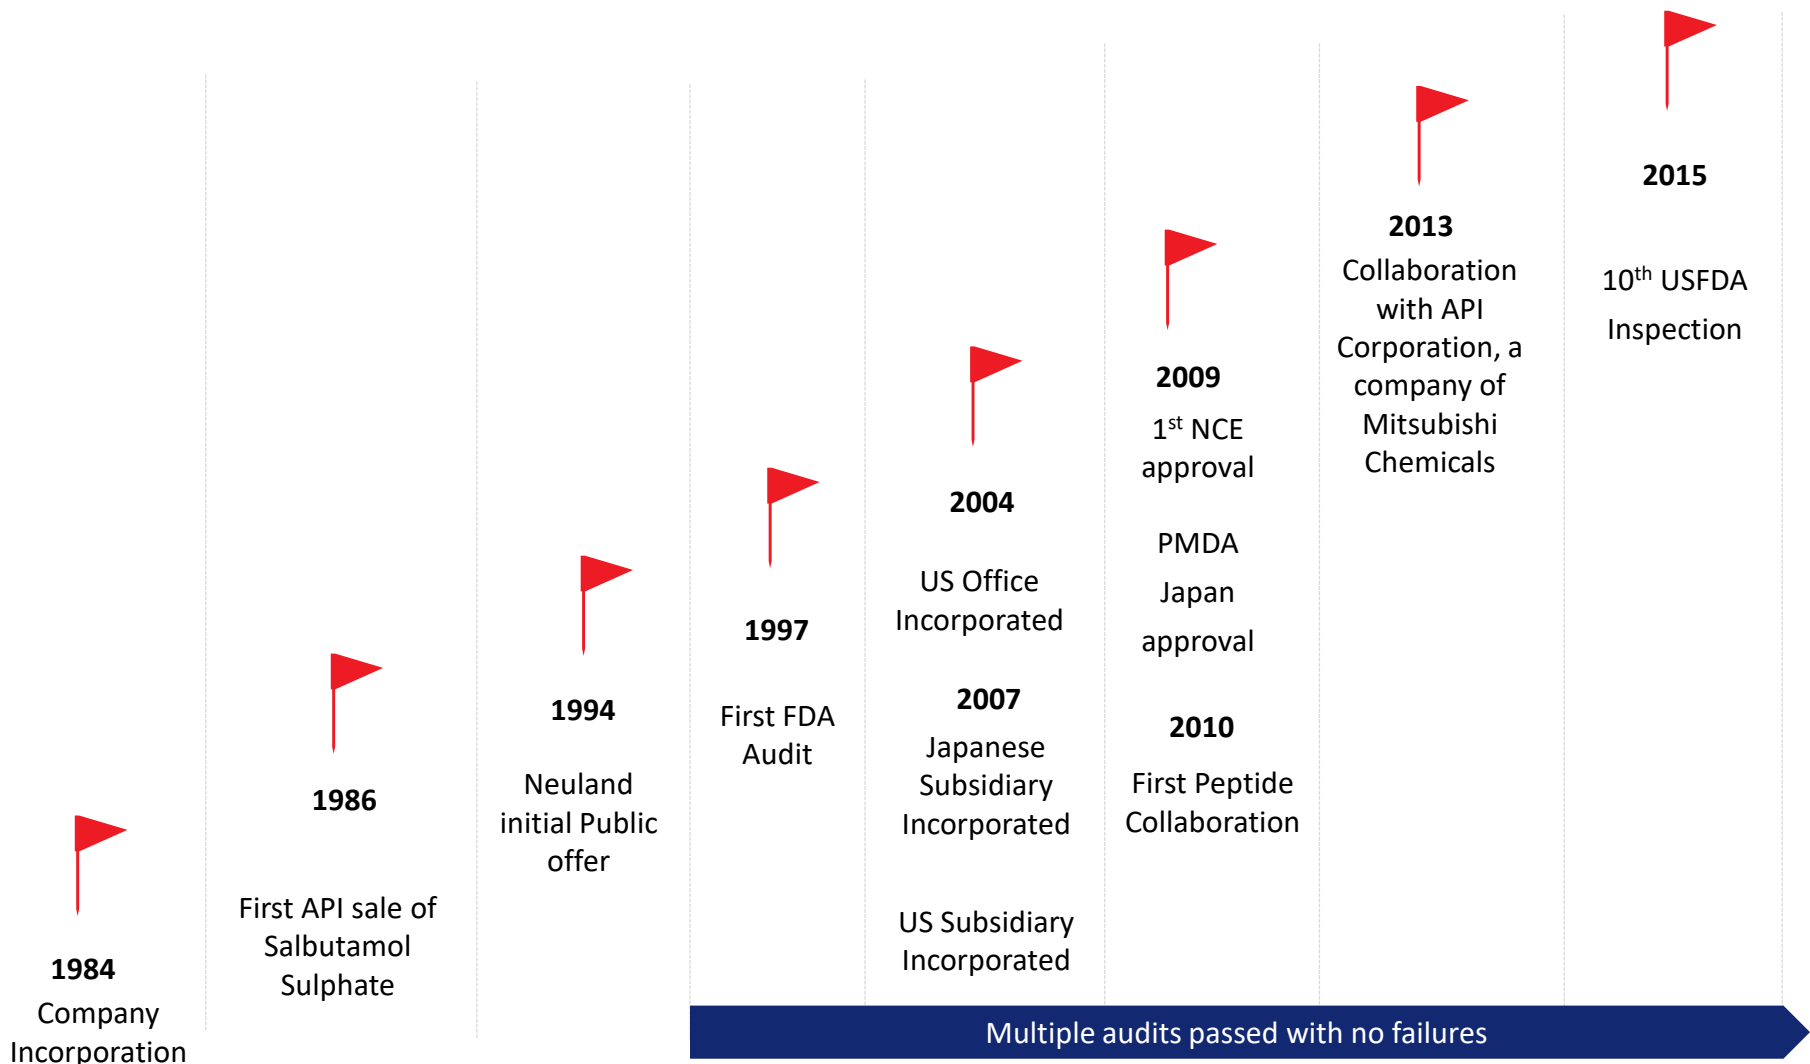 1984
Company
Incorporation
1986
First API sale of
Salbutamol
Sulphate
1994
Neuland
initial Public
offer
1997
First FDA
Audit
2004
US Office
Incorporated
2007
Japanese
Subsidiary
Incorporated
US Subsidiary
Incorporated
2009
1st NCE
approval
PMDA
Japan
approval
2010
First Peptide
Collaboration
2013
Collaboration
with API
Corporation, a
company of
Mitsubishi
Chemicals
2015
10th USFDA
Inspection
Multiple audits passed with no failures